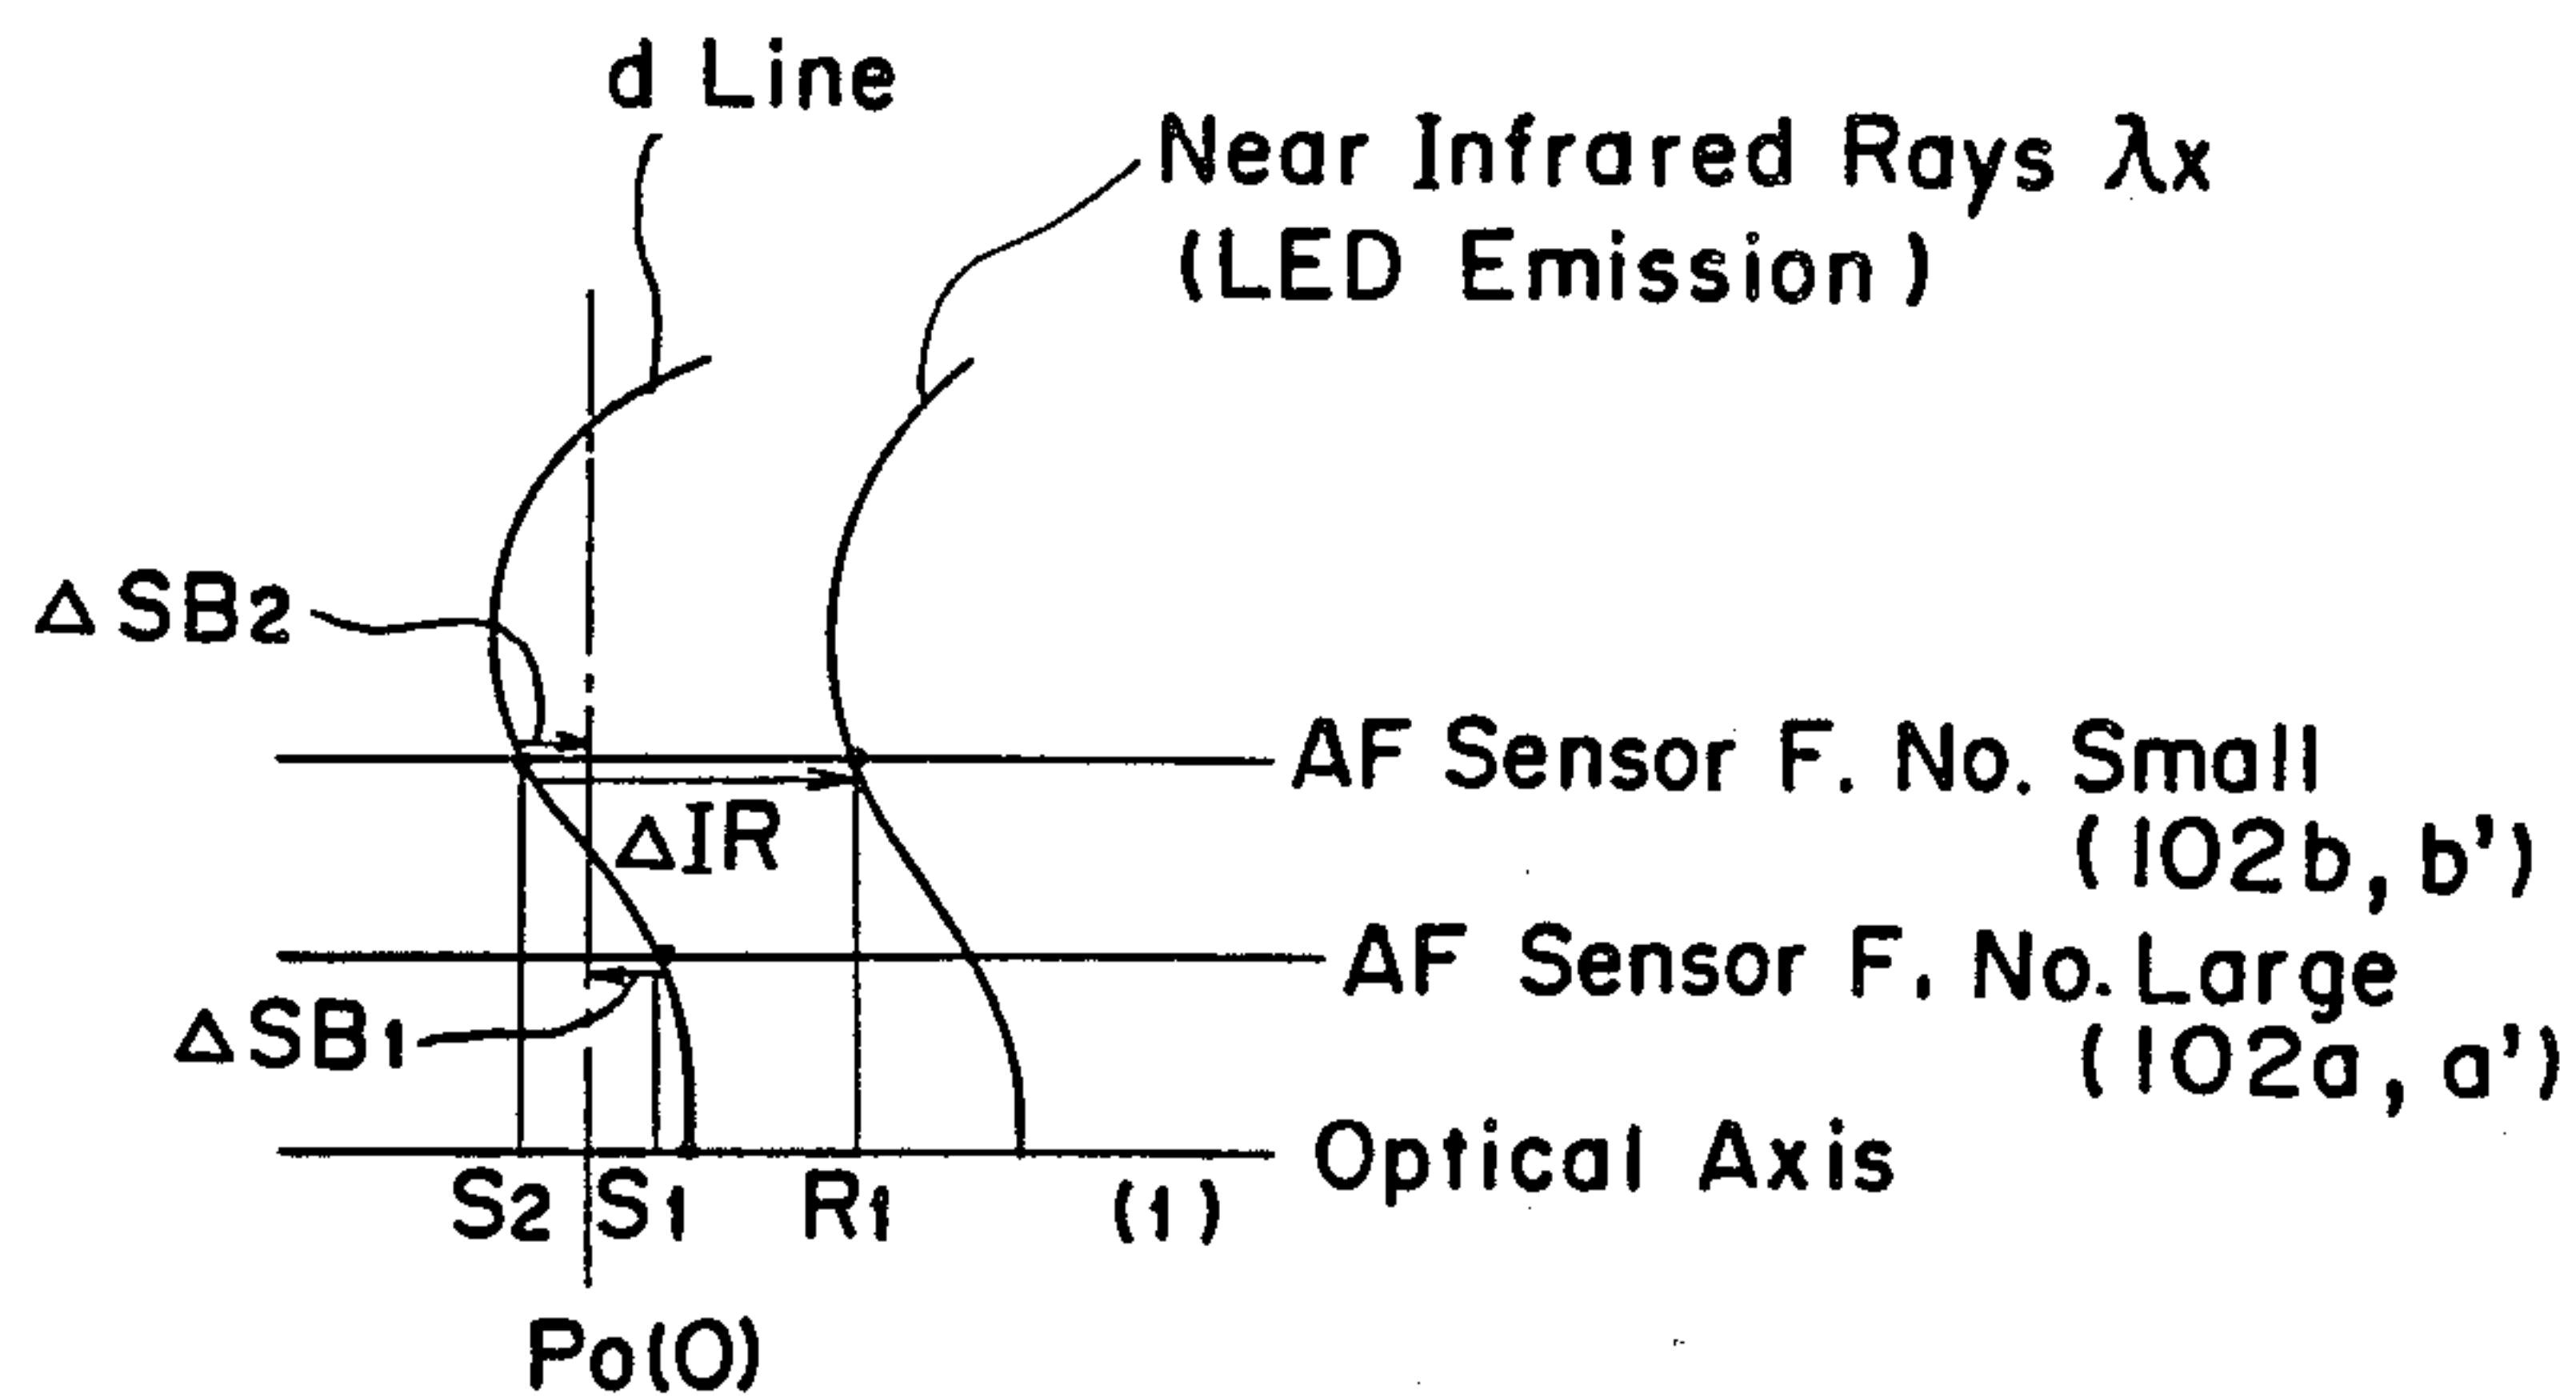 d Line
Near Infrared Rays λx
(LED Emission)
ΔSB2
AF Sensor F. No. Small
ΔIR
(102b, b')
AF Sensor F. No. Large
ΔSB1
(102a, a')
Optical Axis
S2 S1 R1 (1)
Po(0)